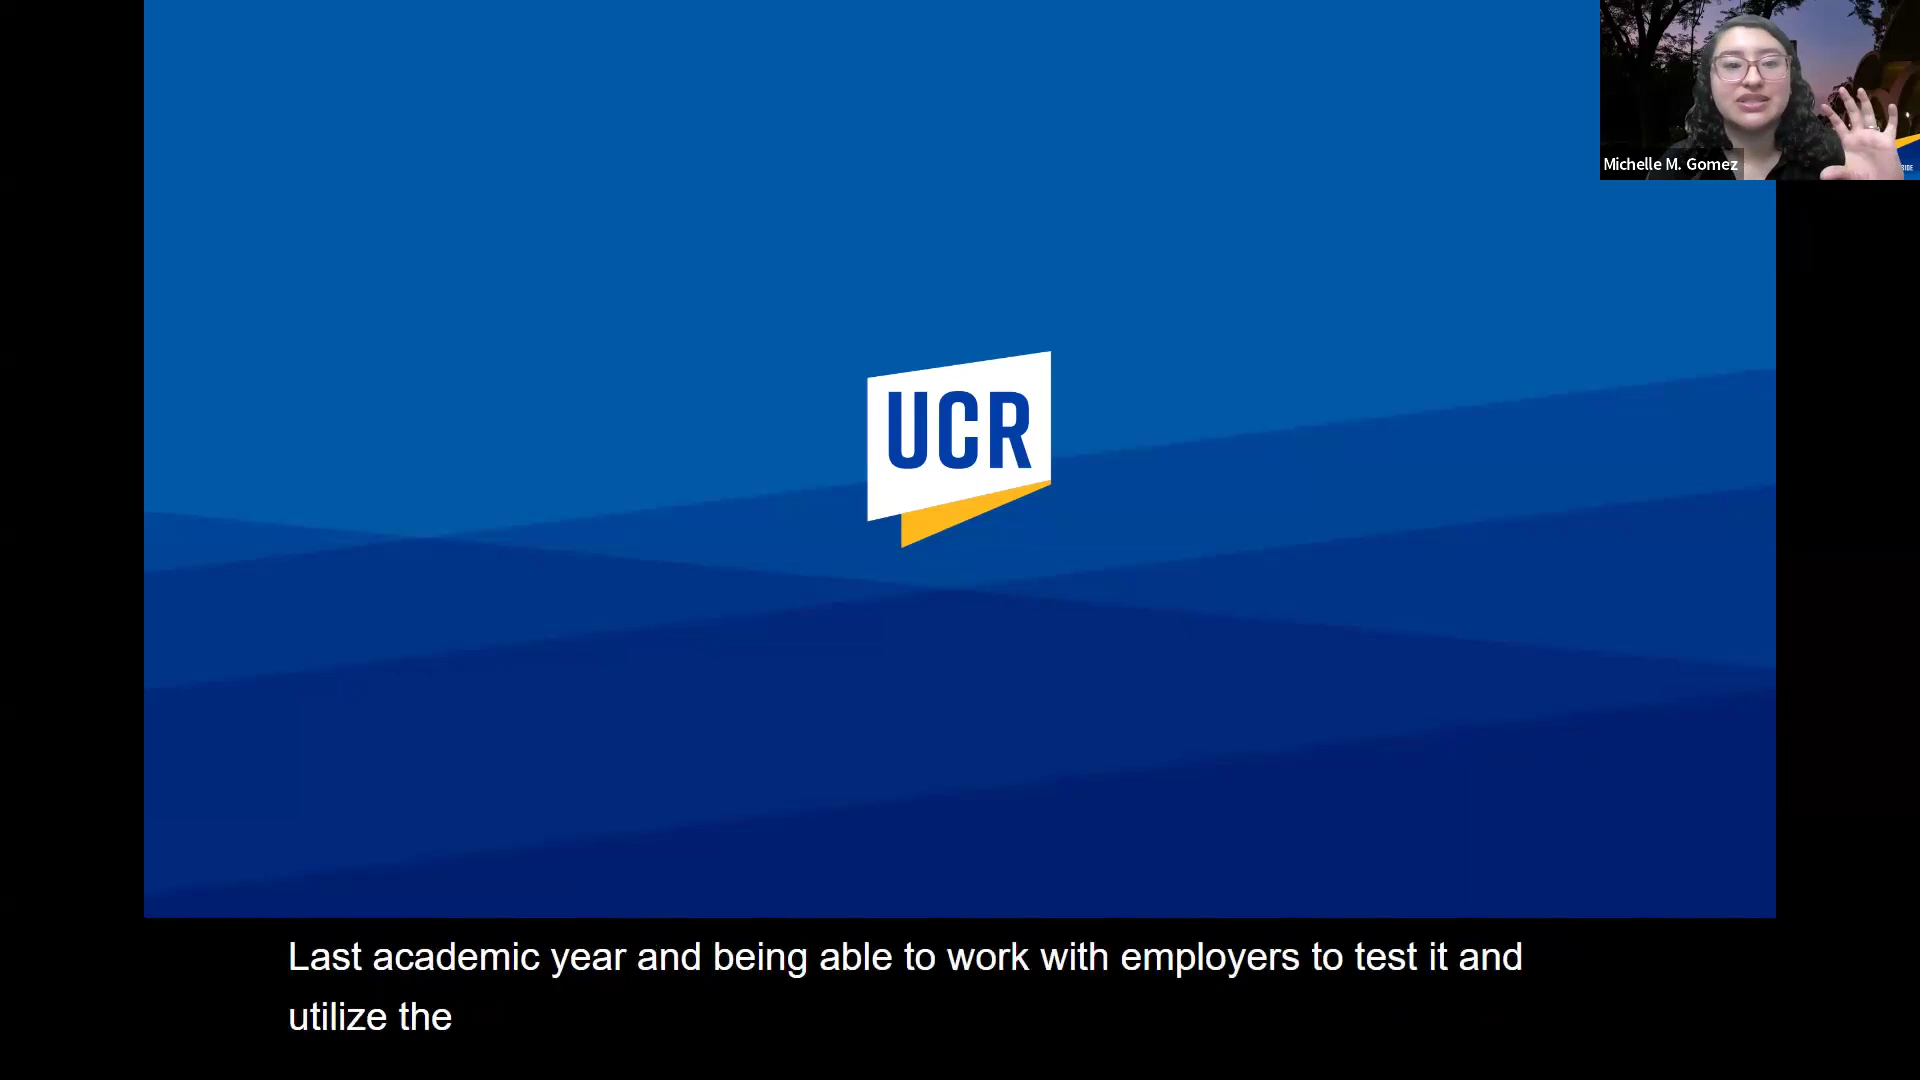 Michelle M. Gomez
UCR
Last academic year and being able to work with employers to test it and
utilize the